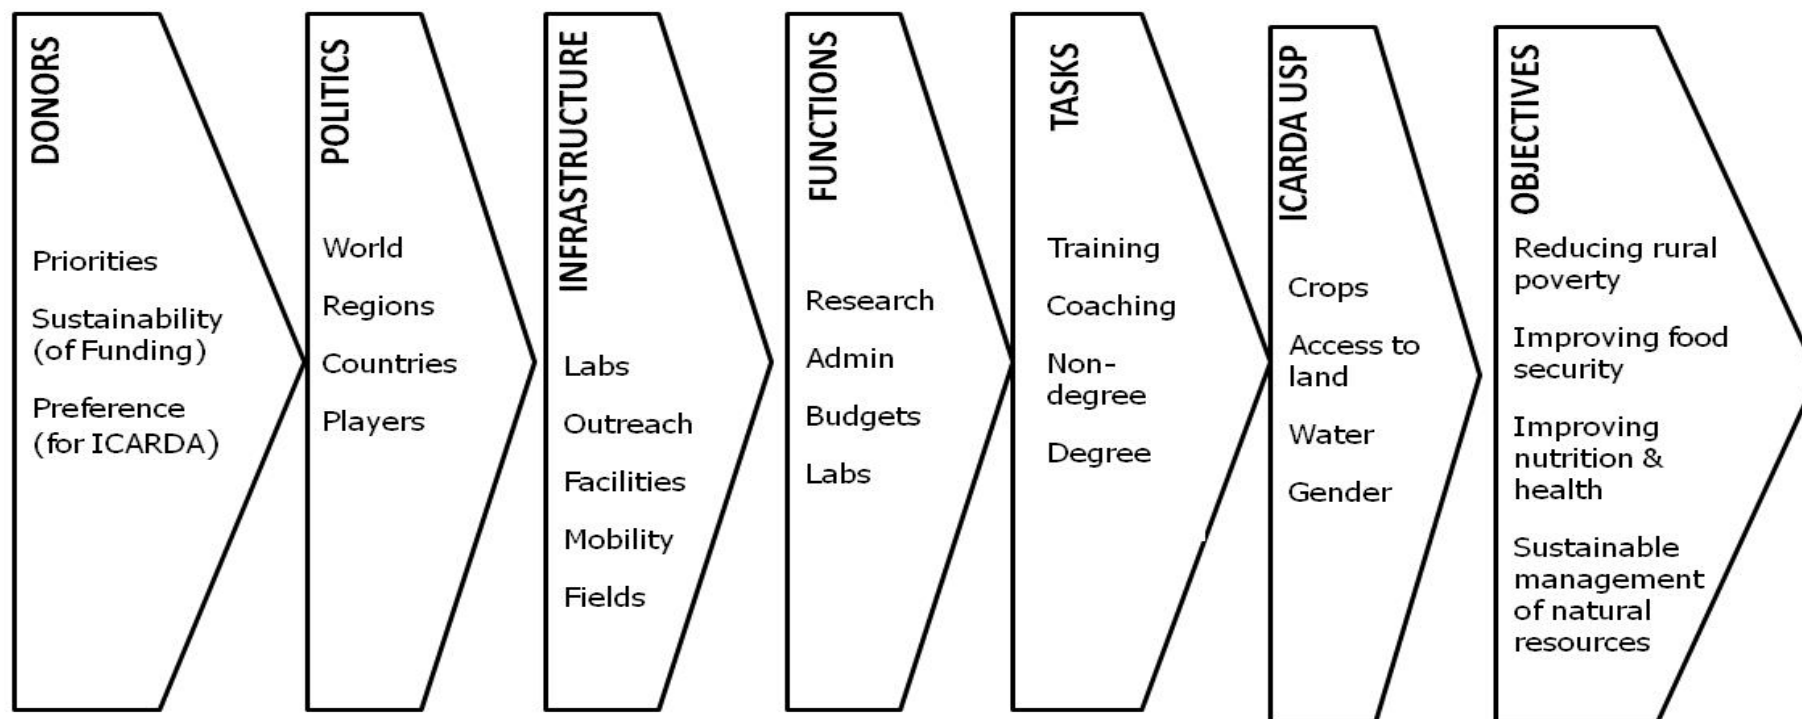 DONORS
Priorities
Sustainability
(of Funding)
Preference
(for ICARDA)
POLITICS
World
Regions
Countries
Players
INFRASTRUCTURE
Labs
Outreach
Facilities
Mobility
Fields
FUNCTIONS
Research
Admin
Budgets
Labs
TASKS
Training
Coaching
Non-
degree
Degree
ICARDA USP
Crops
Access to
land
Water
Gender
OBJECTIVES
Reducing rural
poverty
Improving food
security
Improving
nutrition &
health
Sustainable
management
of natural
resources